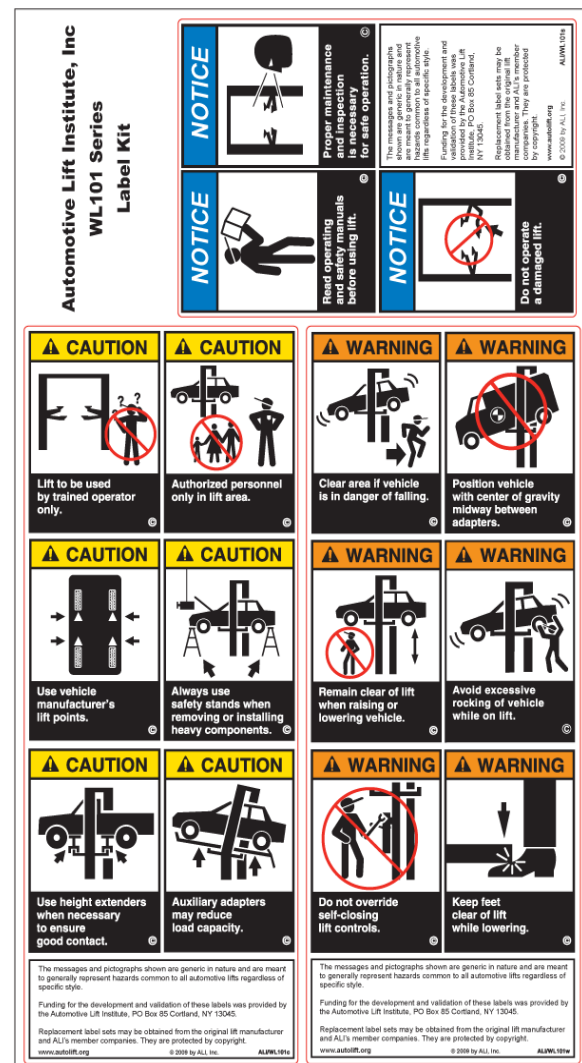 Automotive Lift Institute, Inc
WL101 Series
Label Kit
NOTICE
Read operating
and safety manuals
before using lift.
©
NOTICE
Proper maintenance
and inspection
is necessary
for safe operation.
©
NOTICE
Do not operate
a damaged lift.
©
The messages and pictographs
shown are generic in nature and
are meant to generally represent
hazards common to all automotive
lifts regardless of specific style.
Funding for the development and
validation of these labels was
provided by the Automotive Lift
Institute, PO Box 85 Cortland,
NY 13045.
Replacement label sets may be
obtained from the original lift
manufacturer and ALI's member
companies. They are protected
by copyright.
www.autolift.org
© 2009 by ALI, Inc ALI/WL101s
CAUTION
Lift to be used
by trained operator
only.
©
CAUTION
Authorized personnel
only in lift area.
©
CAUTION
Use vehicle
manufacturer's
lift points.
©
CAUTION
Always use
safety stands when
removing or installing
heavy components.
©
CAUTION
Use height extenders
when necessary
to ensure
good contact.
©
CAUTION
Auxiliary adapters
may reduce
load capacity.
©
The messages and pictographs shown are generic in nature and are meant
to generally represent hazards common to all automotive lifts regardless of
specific style.
Funding for the development and validation of these labels was provided by
the Automotive Lift Institute, PO Box 85 Cortland, NY 13045.
Replacement label sets may be obtained from the original lift manufacturer
and ALI's member companies. They are protected by copyright.
www.autolift.org © 2009 by ALI, Inc. ALI/WL101c
WARNING
Clear area if vehicle
is in danger of falling.
©
WARNING
Position vehicle
with center of gravity
midway between
adapters.
©
WARNING
Remain clear of lift
when raising or
lowering vehicle.
©
WARNING
Avoid excessive
rocking of vehicle
while on lift.
©
WARNING
Do not override
self-closing
lift controls.
©
WARNING
Keep feet
clear of lift
while lowering.
©
The messages and pictographs shown are generic in nature and are meant
to generally represent hazards common to all automotive lifts regardless of
specific style.
Funding for the development and validation of these labels was provided by
the Automotive Lift Institute, PO Box 85 Cortland, NY 13045.
Replacement label sets may be obtained from the original lift manufacturer
and ALI's member companies. They are protected by copyright.
www.autolift.org © 2009 by ALI, Inc. ALI/WL101w